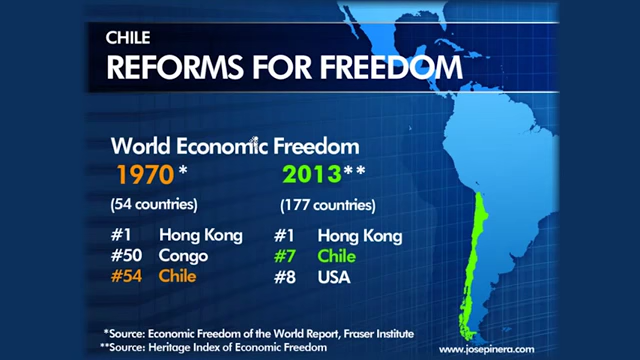 CHILE
REFORMS FOR FREEDOM
World Economic Freedom
1970* 2013**
(54 countries) (177 countries)
#1 Hong Kong #1 Hong Kong
#50 Congo #7 Chile
#54 Chile #8 USA
*Source: Economic Freedom of the World Report, Fraser Institute
**Source: Heritage Index of Economic Freedom www.josepinera.com